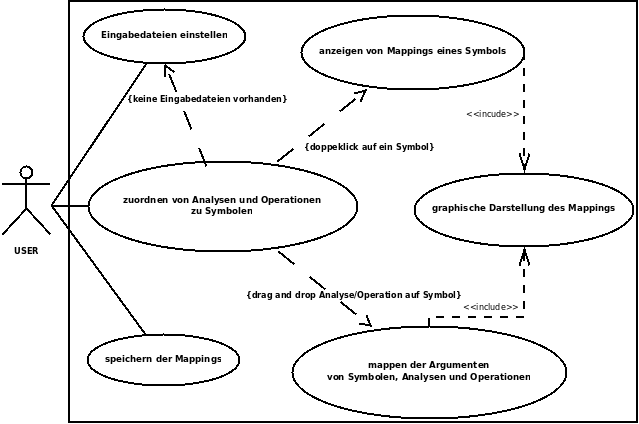 Eingabedateien einstellen
anzeigen von Mappings eines Symbols
{keine Eingabedateien vorhanden}
<<incude>>
{doppeklick auf ein Symbol}
zuordnen von Analysen und Operationen
zu Symbolen
graphische Darstellung des Mappings
USER
{drag and drop Analyse/Operation auf Symbol}
<<include>>
speichern der Mappings
mappen der Argumenten
von Symbolen, Analysen und Operationen